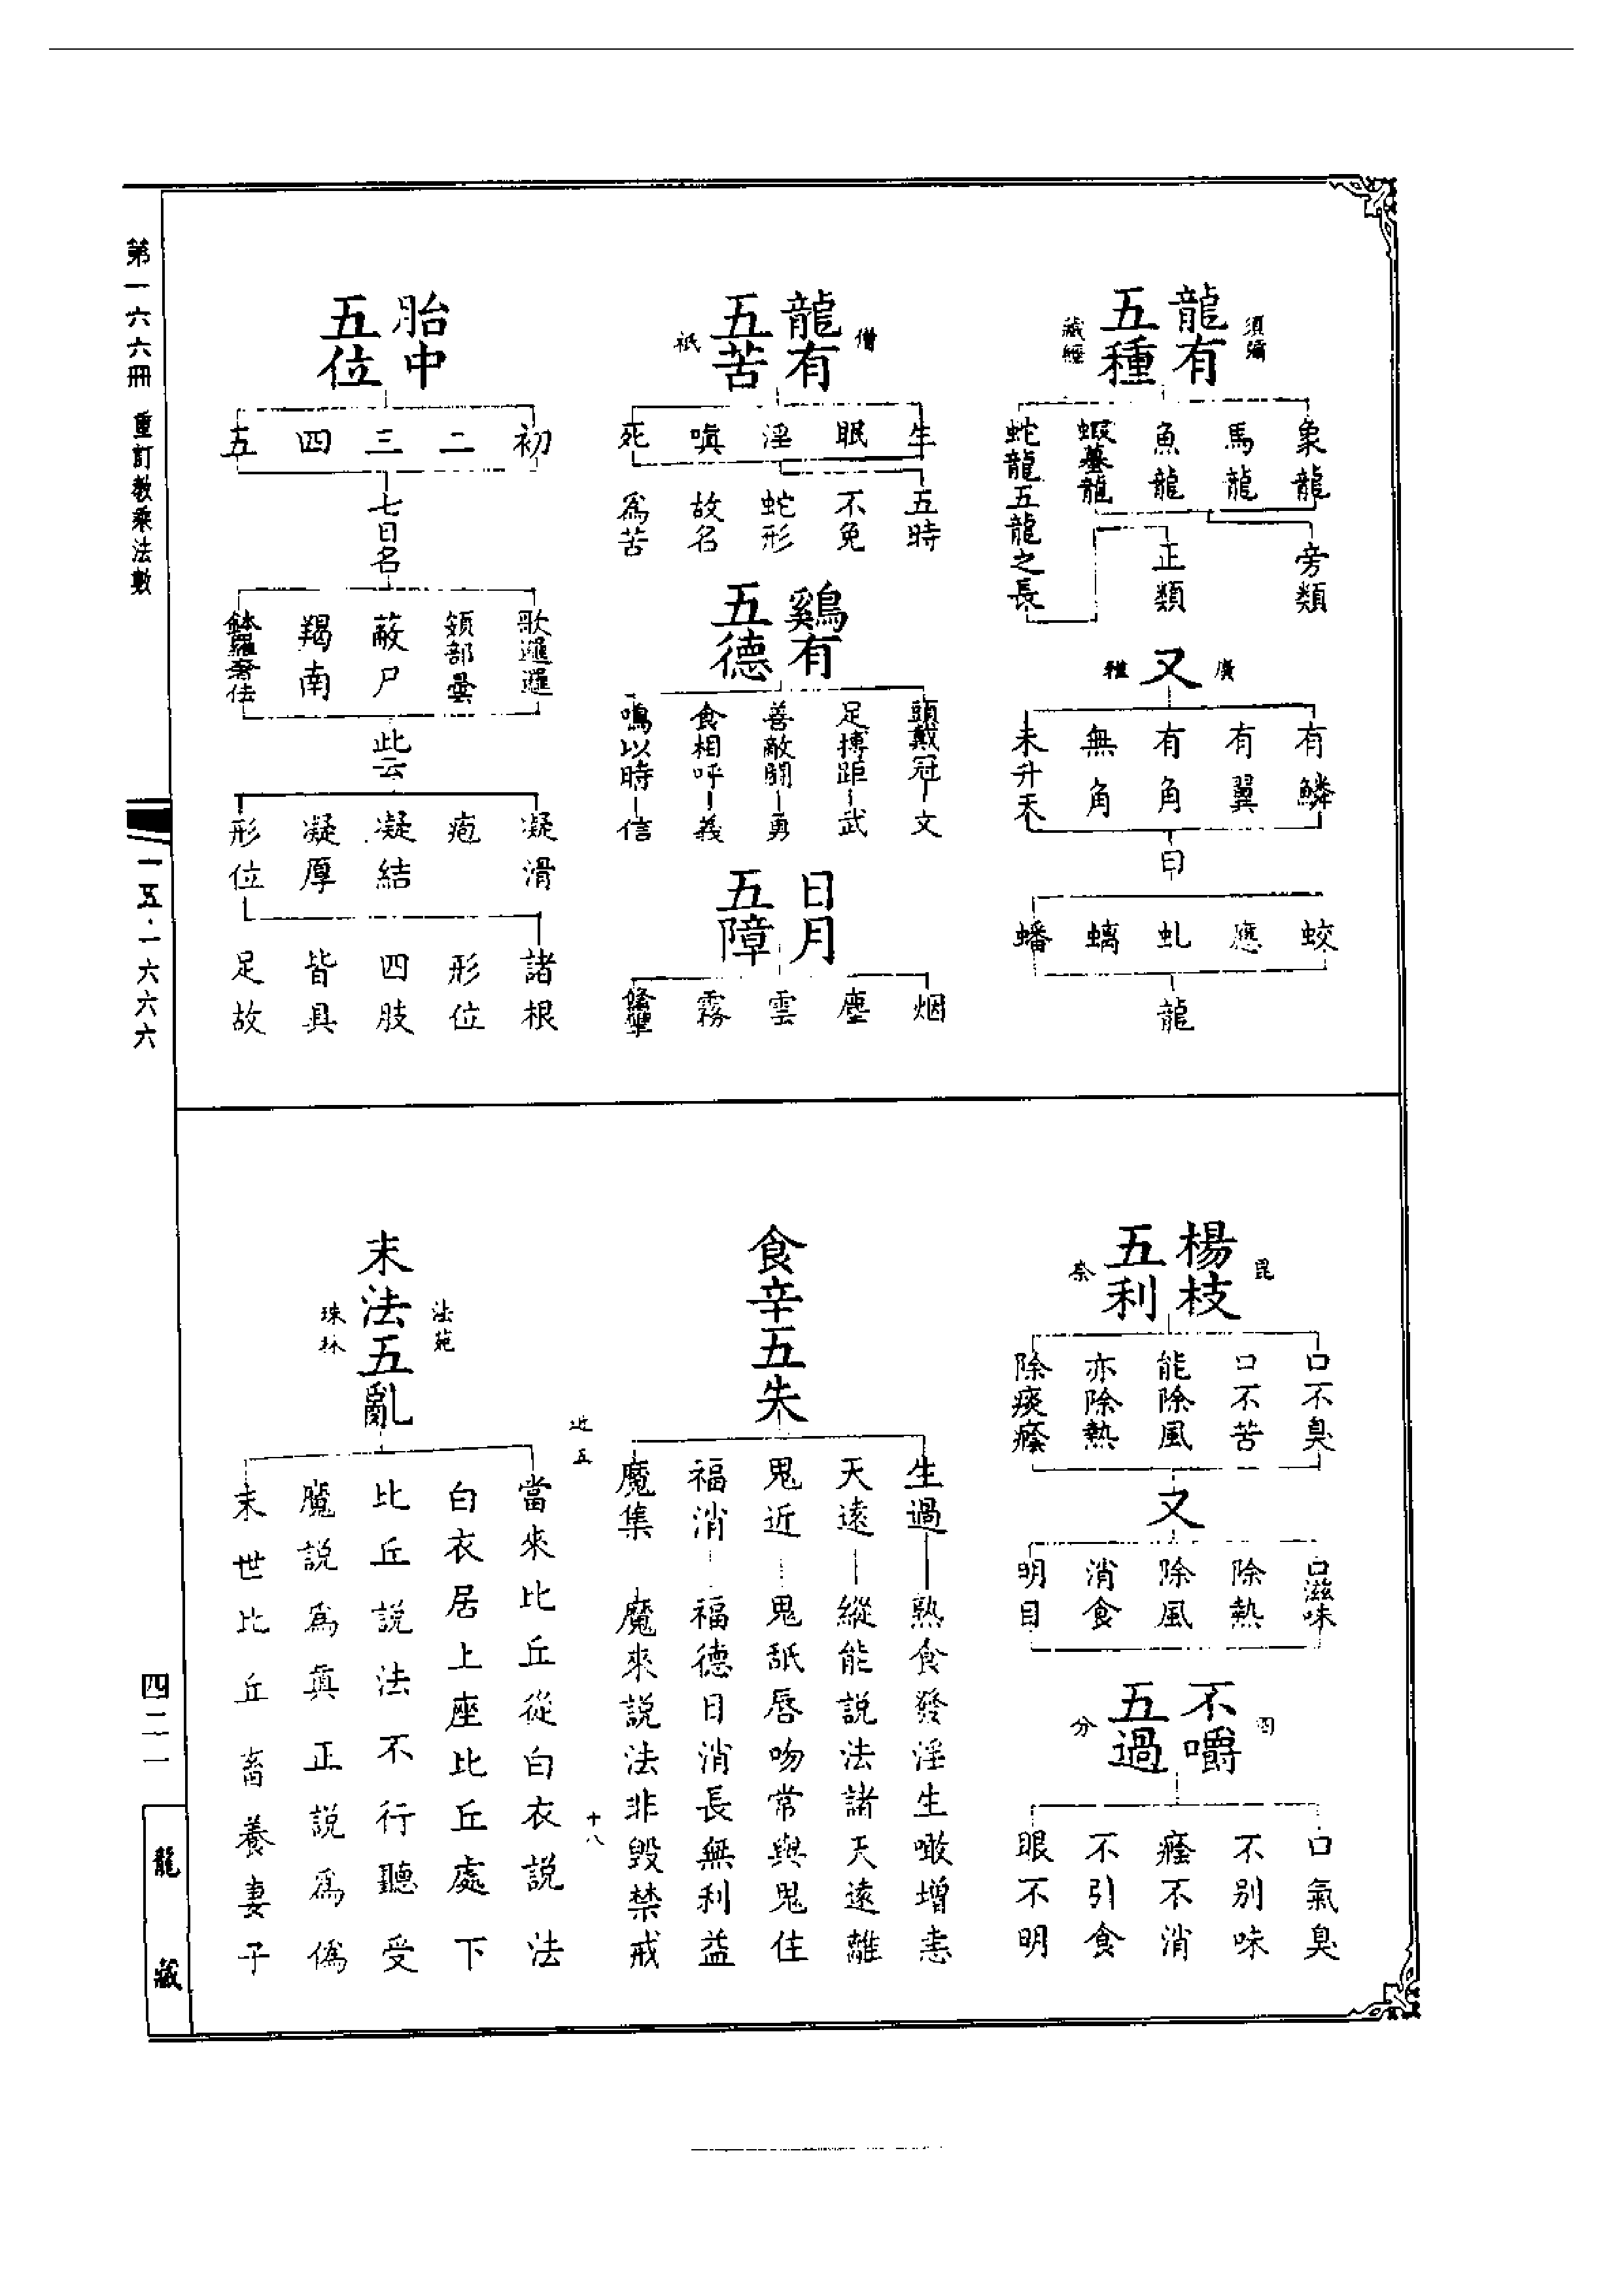 龍有五種
須彌藏經
象龍
馬龍
魚龍
蝦蟇龍
蛇龍五龍之長
旁類
正類
又
廣雅
有鱗
有翼
有角
無角
未升天
曰
蛟
應
虬
螭
蟠
龍
龍有五苦
僧祇
生
眠
淫
嗔
死
五時
不免
蛇形
故名
爲苦
鷄有五德
頭戴冠—文
足搏距—武
善敵鬭—勇
食相呼—義
鳴以時—信
日月五障
烟
塵
雲
霧
胎中五位
初
二
三
四
五
七日名
歌邏邏
頞部曇
蔽尸
羯南
鉢羅奢佉
此云
凝滑
疱
凝結
凝厚
形位
諸根
形位
四肢
皆具
足故
楊枝五利
毘奈
口不臭
口不苦
能除風
亦除熱
除痰癊
又
口滋味
除熱
除風
消食
明目
不嚼五過
四分
口氣臭
不別味
癊不消
不引食
眼不明
食辛五失
生過—熟食發淫生噉增恚
天遠—縱能說法諸天遠離
鬼近—鬼舐唇吻常與鬼住
福消—福德日消長無利益
魔集 魔來說法非毀禁戒
近五
十八
末法五亂
法苑珠林
當來比丘從白衣說法
白衣居上座比丘處下
比丘說法不行聽受
魔說爲真正說爲僞
末世比丘畜養妻子
第一六六冊 重訂教乘法數
一五·一六六六
四二一
龍藏